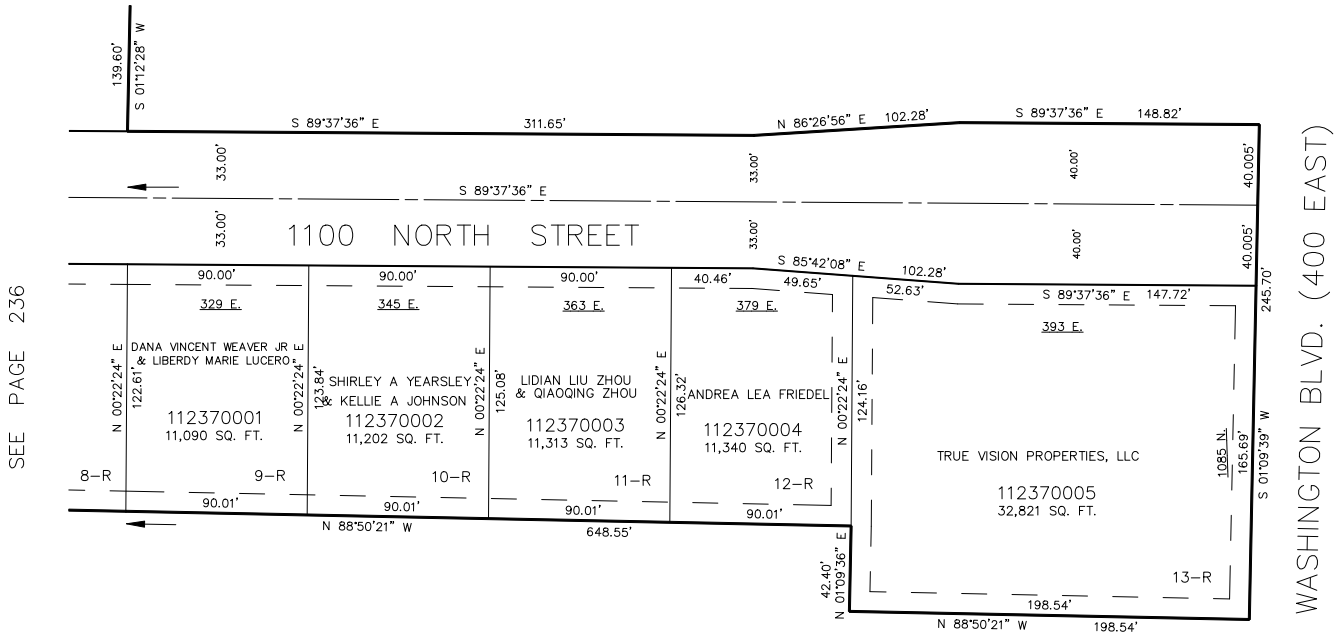 139.60'
S 01°12'28" W
S 89°37'36" E 311.65'
N 86°26'56" E 102.28'
S 89°37'36" E 148.82'
33.00'
33.00'
40.00'
40.005'
S 89°37'36" E
33.00'
1100 NORTH STREET
33.00'
40.00'
40.005'
S 85°42'08" E 102.28'
90.00'
90.00'
90.00'
40.46'
49.65'
52.63'
S 89°37'36" E 147.72'
245.70'
329 E.
345 E.
363 E.
379 E.
393 E.
SEE PAGE 236
WASHINGTON BLVD. (400 EAST)
N 00°22'24" E
122.61'
DANA VINCENT WEAVER JR
& LIBERDY MARIE LUCERO
112370001
11,090 SQ. FT.
N 00°22'24" E
123.84'
SHIRLEY A YEARSLEY
& KELLIE A JOHNSON
112370002
11,202 SQ. FT.
N 00°22'24" E
125.08'
LIDIAN LIU ZHOU
& QIAOQING ZHOU
112370003
11,313 SQ. FT.
N 00°22'24" E
126.32'
ANDREA LEA FRIEDEL
112370004
11,340 SQ. FT.
N 00°22'24" E
124.16'
TRUE VISION PROPERTIES, LLC
112370005
32,821 SQ. FT.
1085 N.
165.69'
S 01°09'39" W
8-R
9-R
10-R
11-R
12-R
13-R
90.01'
90.01'
90.01'
90.01'
N 88°50'21" W 648.55'
42.40'
N 01°09'36" E
198.54'
N 88°50'21" W 198.54'